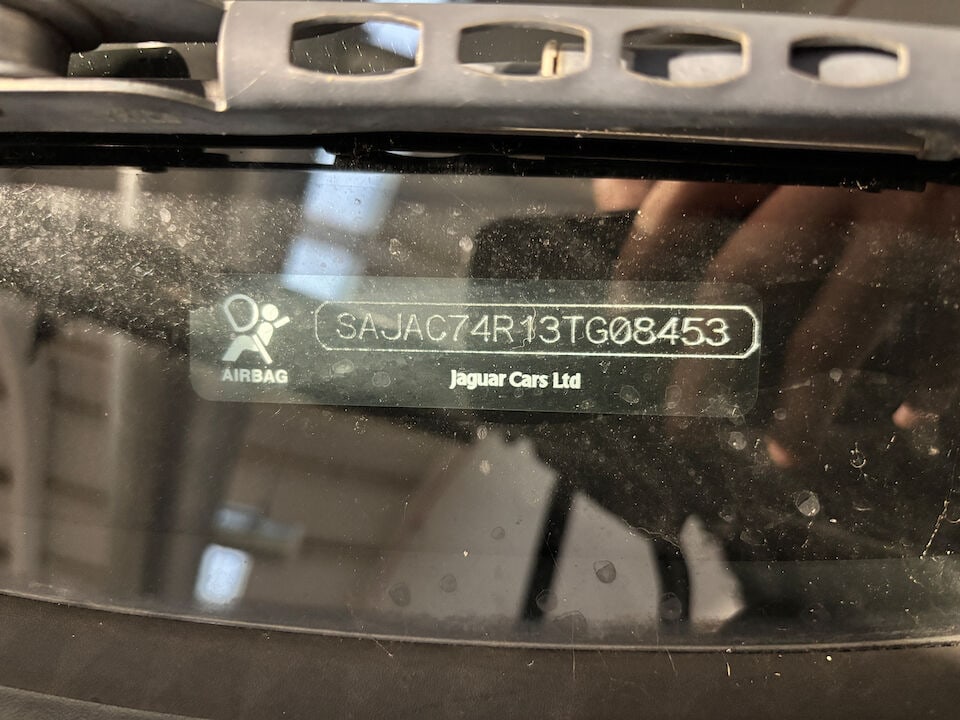 SAJAC74R13TG08453
AIRBAG
Jaguar Cars Ltd